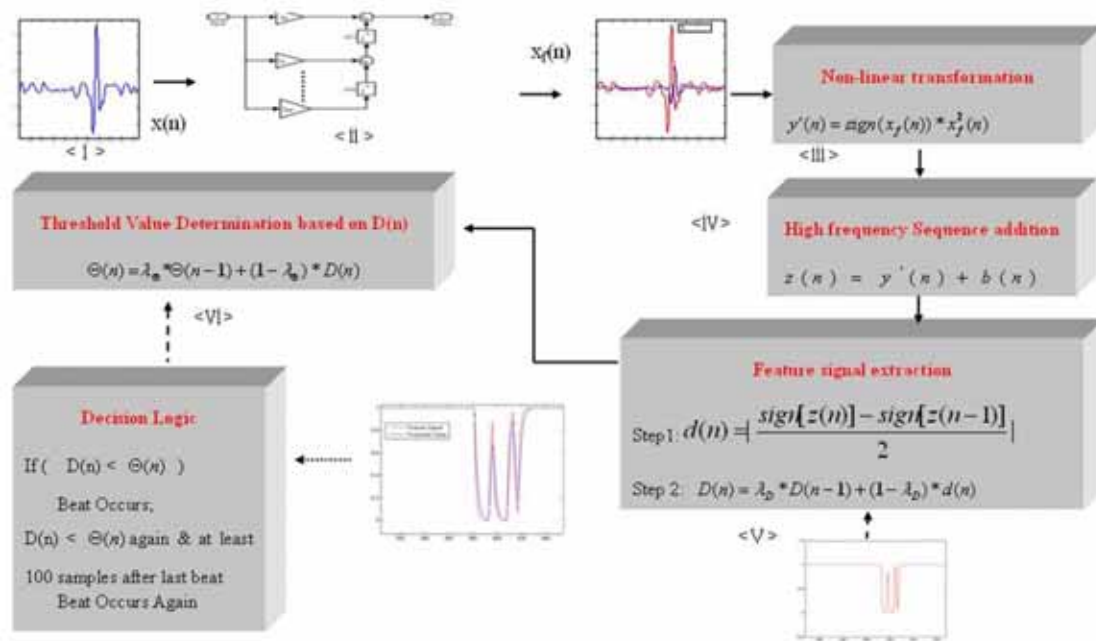 x(n)
< I >
< II >
x_f(n)
Non-linear transformation
y'(n) = sign(x_f(n)) * x_f^2(n)
<III>
<IV>
High frequency Sequence addition
z(n) = y'(n) + b(n)
Feature signal extraction
Step1: d(n)=| sign[z(n)] − sign[z(n−1)] / 2 |
Step 2: D(n) = λ_D * D(n−1) + (1−λ_D) * d(n)
<V>
Threshold Value Determination based on D(n)
Θ(n) = λ_Θ * Θ(n−1) + (1−λ_Θ) * D(n)
<VI>
Decision Logic
If ( D(n) < Θ(n) )
Beat Occurs;
D(n) < Θ(n) again & at least
100 samples after last beat
Beat Occurs Again